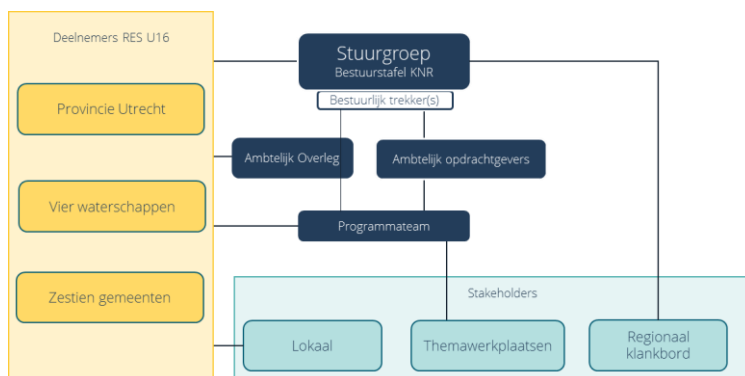 Deelnemers RES U16
Provincie Utrecht
Vier waterschappen
Zestien gemeenten
Stuurgroep
Bestuurstafel KNR
Bestuurlijk trekker(s)
Ambtelijk Overleg
Ambtelijk opdrachtgevers
Programmateam
Stakeholders
Lokaal
Themawerkplaatsen
Regionaal
klankbord